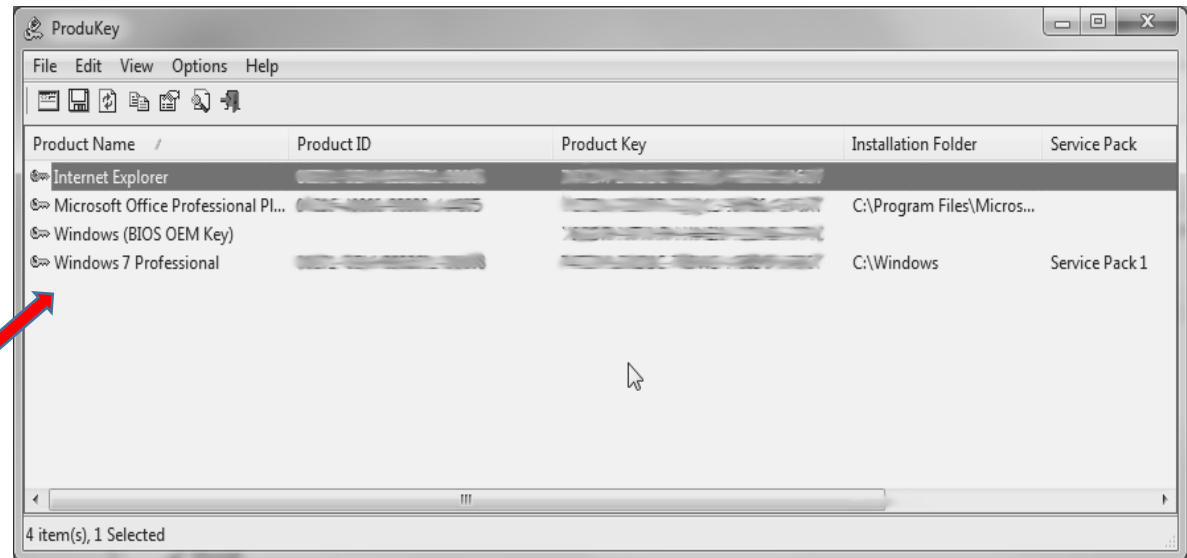 ProduKey
File Edit View Options Help
Product Name / Product ID Product Key Installation Folder Service Pack
Internet Explorer
Microsoft Office Professional Pl... C:\Program Files\Micros...
Windows (BIOS OEM Key)
Windows 7 Professional C:\Windows Service Pack 1
4 item(s), 1 Selected